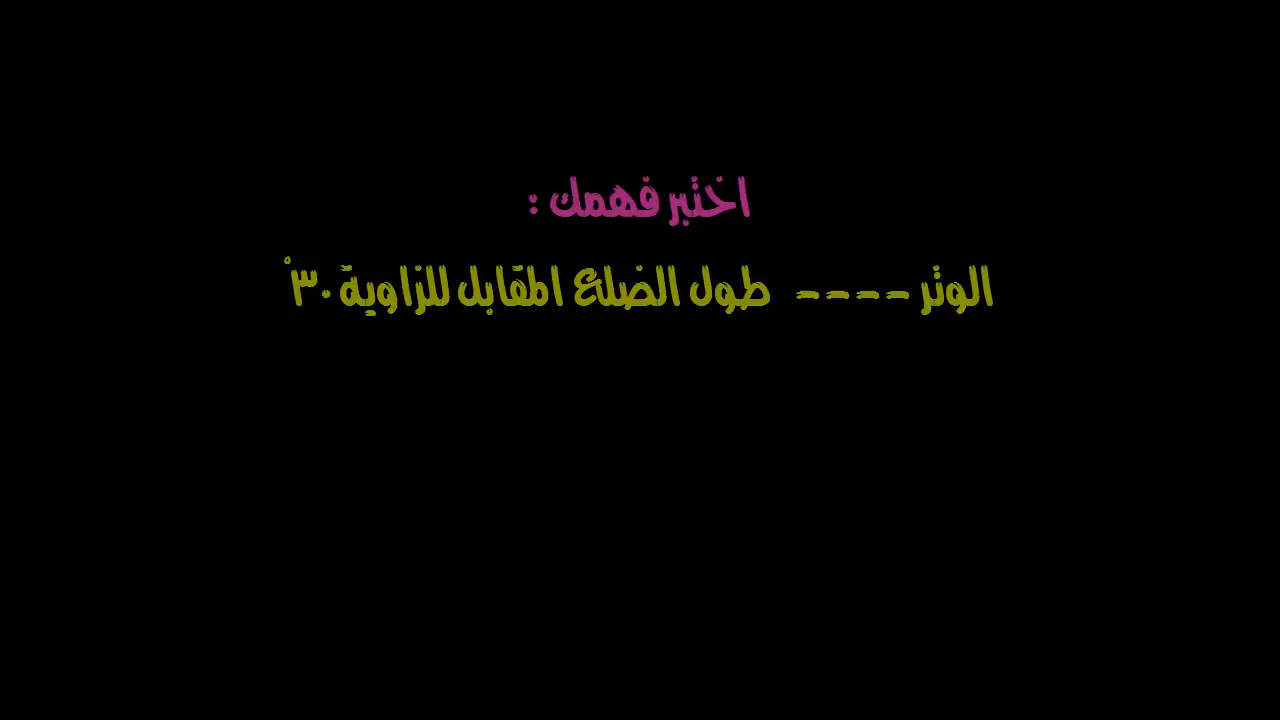 اختبر فهمك :
الوتر ---- طول الضلع المقابل للزاوية ٣٠ْ